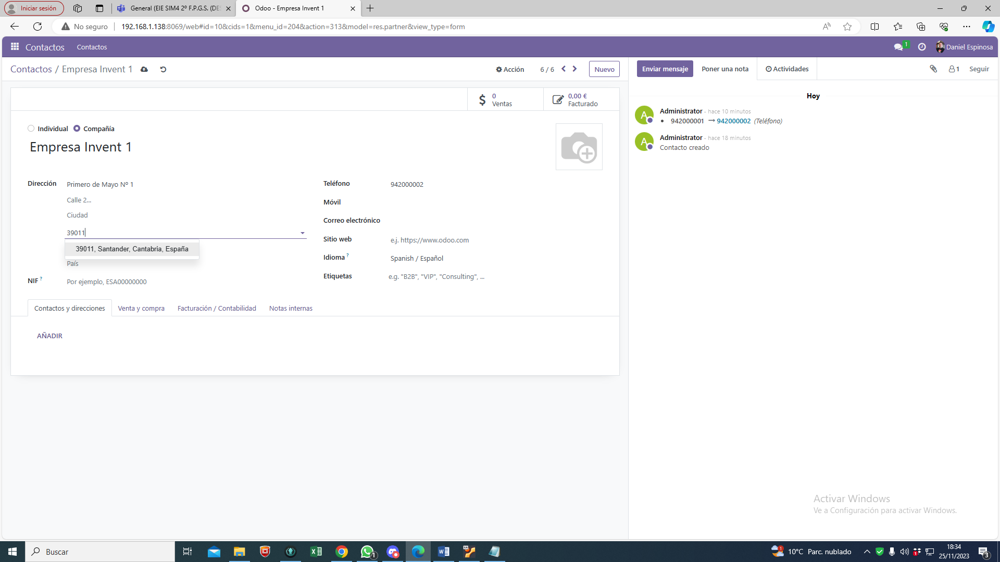 Iniciar sesión
General (EIE SIM4 2º F.P.G.S. (DES
Odoo - Empresa Invent 1
No seguro
192.168.1.138:8069/web#id=10&cids=1&menu_id=204&action=313&model=res.partner&view_type=form
Contactos
Contactos
1
Daniel Espinosa
Contactos / Empresa Invent 1
Acción
6 / 6
Nuevo
Enviar mensaje
Poner una nota
Actividades
1
Seguir
0
Ventas
0,00 €
Facturado
Hoy
A
Administrator - hace 10 minutos
942000001 → 942000002 (Teléfono)
A
Administrator - hace 18 minutos
Contacto creado
Individual
Compañía
Empresa Invent 1
Dirección
Primero de Mayo Nº 1
Calle 2...
Ciudad
39011
39011, Santander, Cantabria, España
País
NIF ?
Por ejemplo, ESA00000000
Teléfono
942000002
Móvil
Correo electrónico
Sitio web
e.j. https://www.odoo.com
Idioma ?
Spanish / Español
Etiquetas
e.g. "B2B", "VIP", "Consulting", ...
Contactos y direcciones
Venta y compra
Facturación / Contabilidad
Notas internas
AÑADIR
Activar Windows
Ve a Configuración para activar Windows.
Buscar
1
10°C Parc. nublado
18:34
25/11/2023
3